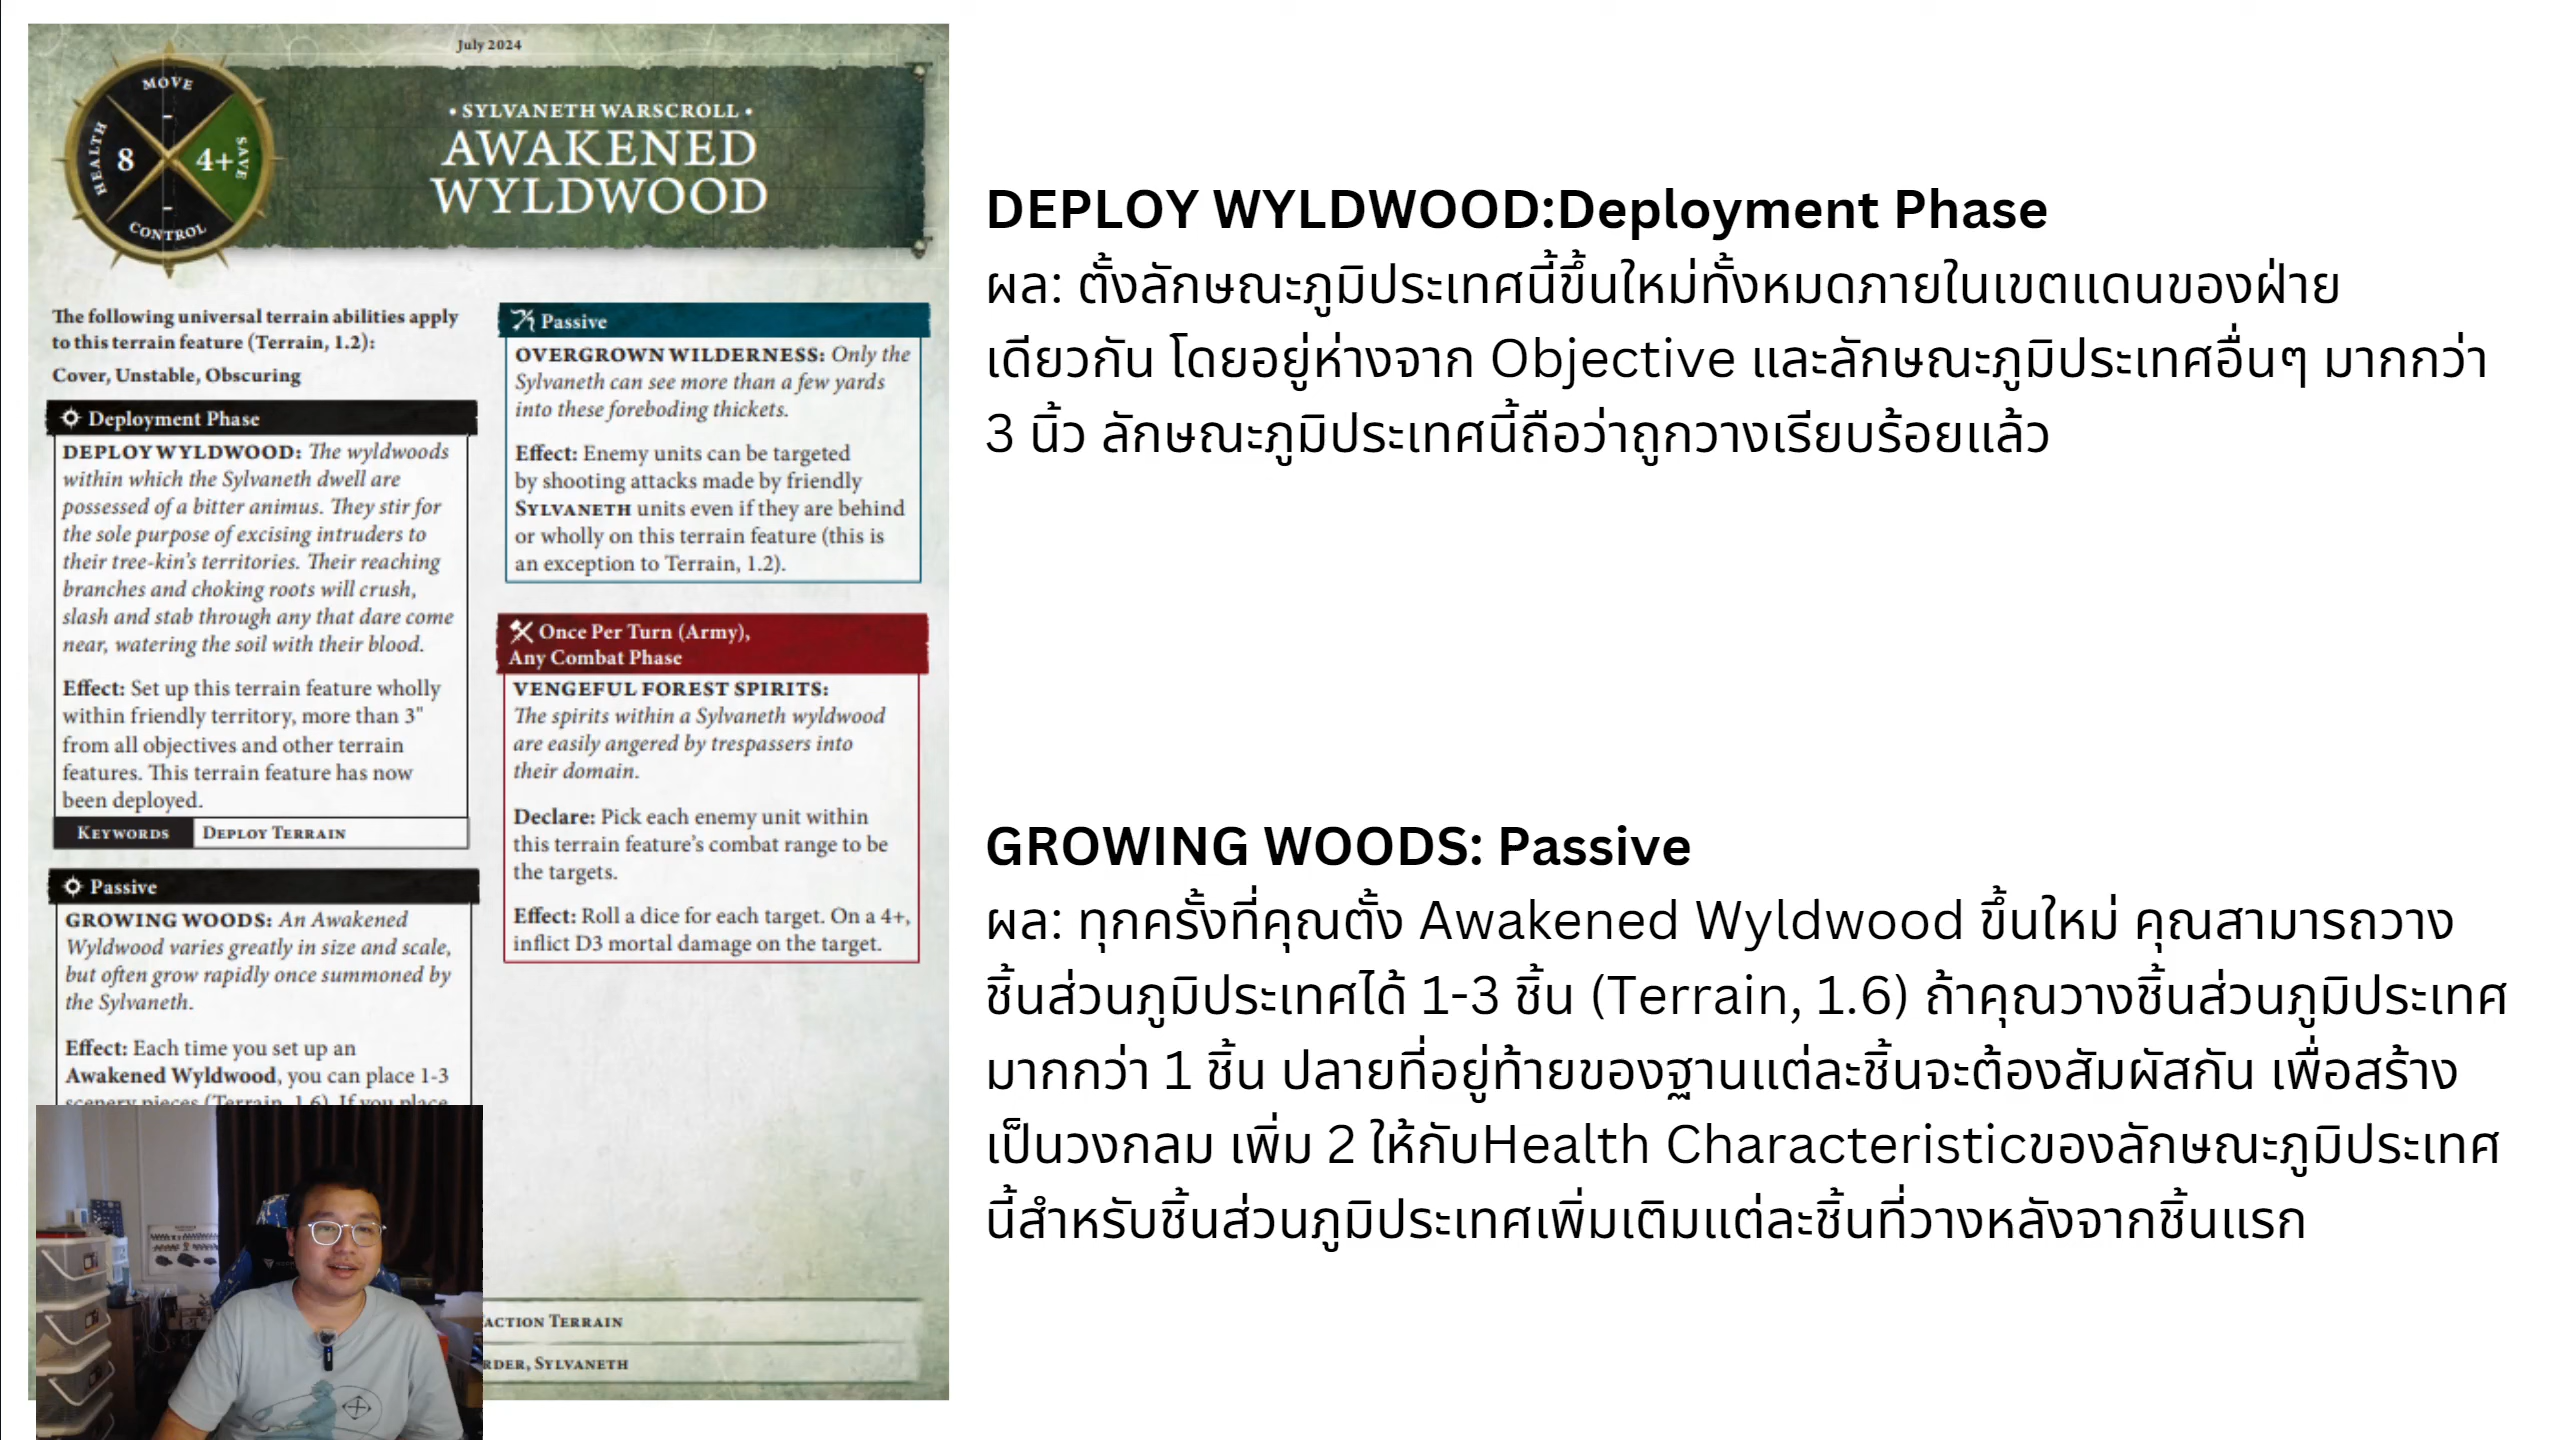 July 2024
MOVE
-
HEALTH
8
4+
SAVE
-
CONTROL
• SYLVANETH WARSCROLL •
AWAKENED
WYLDWOOD
The following universal terrain abilities apply
to this terrain feature (Terrain, 1.2):
Cover, Unstable, Obscuring
Deployment Phase
DEPLOY WYLDWOOD: The wyldwoods
within which the Sylvaneth dwell are
possessed of a bitter animus. They stir for
the sole purpose of excising intruders to
their tree-kin's territories. Their reaching
branches and choking roots will crush,
slash and stab through any that dare come
near, watering the soil with their blood.
Effect: Set up this terrain feature wholly
within friendly territory, more than 3"
from all objectives and other terrain
features. This terrain feature has now
been deployed.
KEYWORDS DEPLOY TERRAIN
Passive
GROWING WOODS: An Awakened
Wyldwood varies greatly in size and scale,
but often grow rapidly once summoned by
the Sylvaneth.
Effect: Each time you set up an
Awakened Wyldwood, you can place 1-3
scenery pieces (Terrain, 1.6). If you place
Passive
OVERGROWN WILDERNESS: Only the
Sylvaneth can see more than a few yards
into these foreboding thickets.
Effect: Enemy units can be targeted
by shooting attacks made by friendly
SYLVANETH units even if they are behind
or wholly on this terrain feature (this is
an exception to Terrain, 1.2).
Once Per Turn (Army),
Any Combat Phase
VENGEFUL FOREST SPIRITS:
The spirits within a Sylvaneth wyldwood
are easily angered by trespassers into
their domain.
Declare: Pick each enemy unit within
this terrain feature's combat range to be
the targets.
Effect: Roll a dice for each target. On a 4+,
inflict D3 mortal damage on the target.
ACTION TERRAIN
RDER, SYLVANETH
DEPLOY WYLDWOOD:Deployment Phase
ผล: ตั้งลักษณะภูมิประเทศนี้ขึ้นใหม่ทั้งหมดภายในเขตแดนของฝ่าย
เดียวกัน โดยอยู่ห่างจาก Objective และลักษณะภูมิประเทศอื่นๆ มากกว่า
3 นิ้ว ลักษณะภูมิประเทศนี้ถือว่าถูกวางเรียบร้อยแล้ว
GROWING WOODS: Passive
ผล: ทุกครั้งที่คุณตั้ง Awakened Wyldwood ขึ้นใหม่ คุณสามารถวาง
ชิ้นส่วนภูมิประเทศได้ 1-3 ชิ้น (Terrain, 1.6) ถ้าคุณวางชิ้นส่วนภูมิประเทศ
มากกว่า 1 ชิ้น ปลายที่อยู่ท้ายของฐานแต่ละชิ้นจะต้องสัมผัสกัน เพื่อสร้าง
เป็นวงกลม เพิ่ม 2 ให้กับHealth Characteristicของลักษณะภูมิประเทศ
นี้สำหรับชิ้นส่วนภูมิประเทศเพิ่มเติมแต่ละชิ้นที่วางหลังจากชิ้นแรก